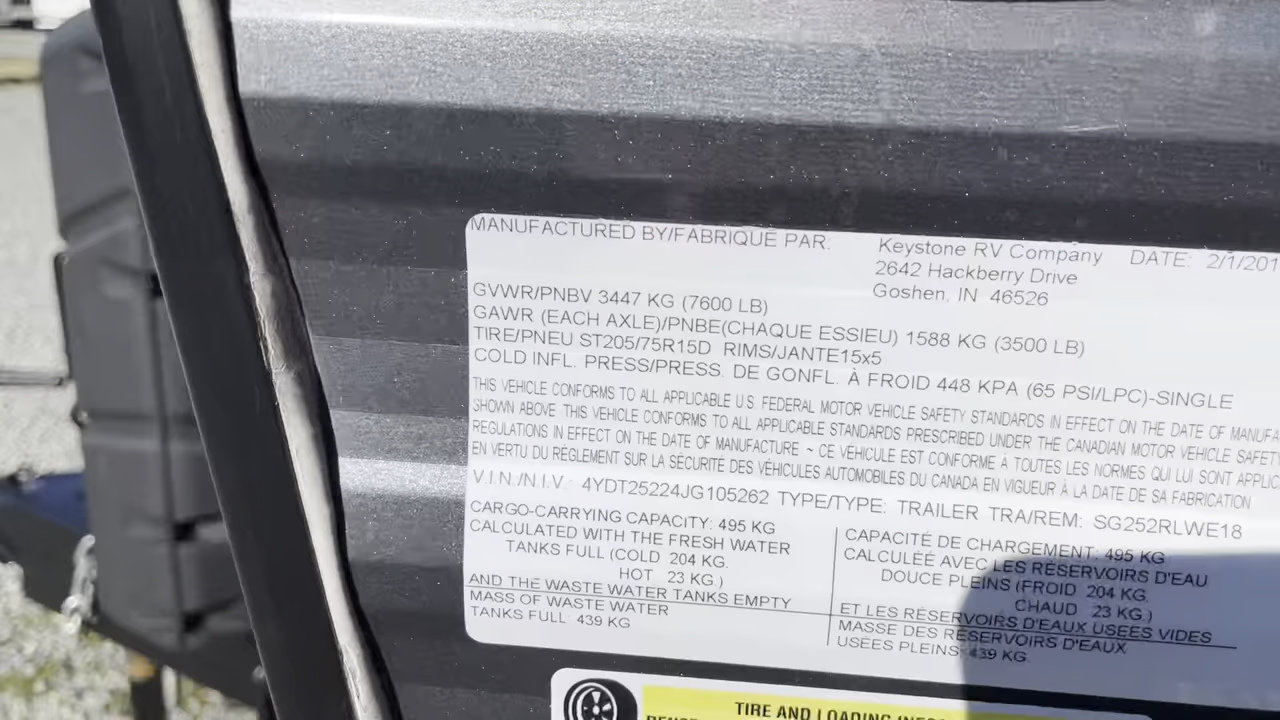 MANUFACTURED BY/FABRIQUÉ PAR: Keystone RV Company DATE: 2/1/201
2642 Hackberry Drive
Goshen, IN 46526
GVWR/PNBV 3447 KG (7600 LB)
GAWR (EACH AXLE)/PNBE(CHAQUE ESSIEU) 1588 KG (3500 LB)
TIRE/PNEU ST205/75R15D RIMS/JANTE15x5
COLD INFL. PRESS/PRESS. DE GONFL. À FROID 448 KPA (65 PSI/LPC)-SINGLE
THIS VEHICLE CONFORMS TO ALL APPLICABLE U.S. FEDERAL MOTOR VEHICLE SAFETY STANDARDS IN EFFECT ON THE DATE OF MANUFA
SHOWN ABOVE THIS VEHICLE CONFORMS TO ALL APPLICABLE STANDARDS PRESCRIBED UNDER THE CANADIAN MOTOR VEHICLE SAFETY
REGULATIONS IN EFFECT ON THE DATE OF MANUFACTURE ~ CE VÉHICULE EST CONFORME À TOUTES LES NORMES QUI LUI SONT APPLIC
EN VERTU DU RÈGLEMENT SUR LA SÉCURITÉ DES VÉHICULES AUTOMOBILES DU CANADA EN VIGUEUR À LA DATE DE SA FABRICATION
V.I.N./N.I.V.: 4YDT25224JG105262 TYPE/TYPE: TRAILER TRA/REM: SG252RLWE18
CARGO-CARRYING CAPACITY: 495 KG
CALCULATED WITH THE FRESH WATER
TANKS FULL (COLD 204 KG.
HOT 23 KG.)
AND THE WASTE WATER TANKS EMPTY
MASS OF WASTE WATER
TANKS FULL: 439 KG
CAPACITÉ DE CHARGEMENT: 495 KG
CALCULÉE AVEC LES RÉSERVOIRS D'EAU
DOUCE PLEINS (FROID 204 KG.
CHAUD 23 KG.)
ET LES RÉSERVOIRS D'EAUX USÉES VIDES
MASSE DES RÉSERVOIRS D'EAUX
USÉES PLEINS: 439 KG.
TIRE AND LOADING